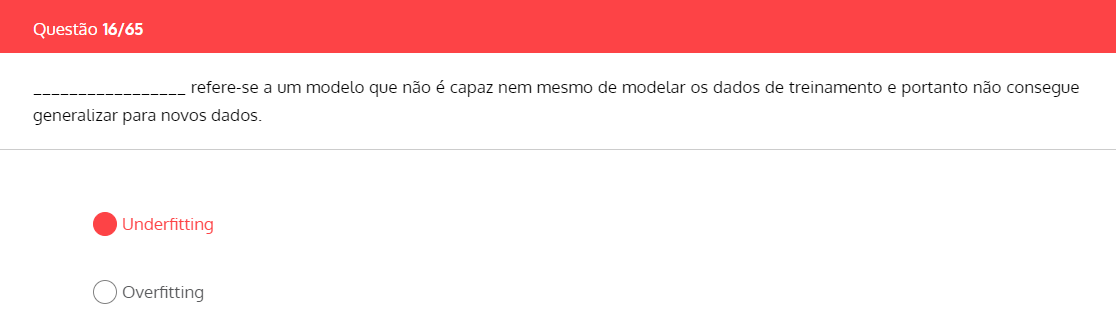 Questão 16/65
_________________ refere-se a um modelo que não é capaz nem mesmo de modelar os dados de treinamento e portanto não consegue
generalizar para novos dados.
Underfitting
Overfitting